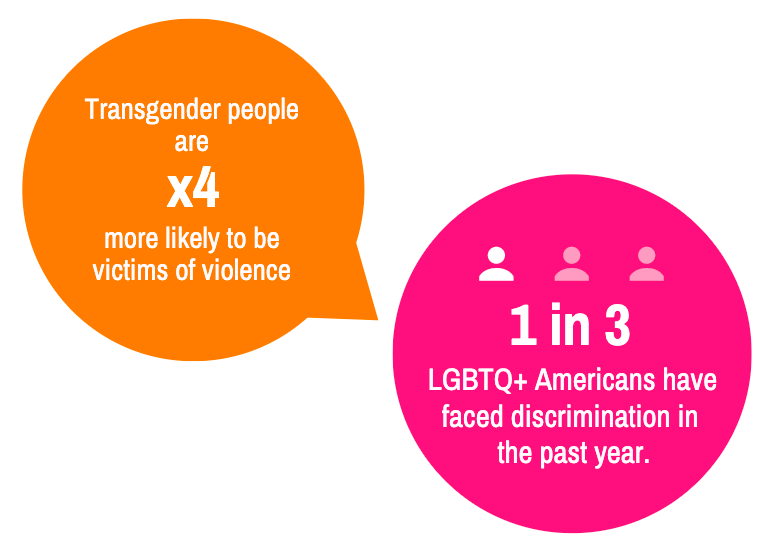 Transgender people
are
x4
more likely to be
victims of violence
1 in 3
LGBTQ+ Americans have
faced discrimination in
the past year.